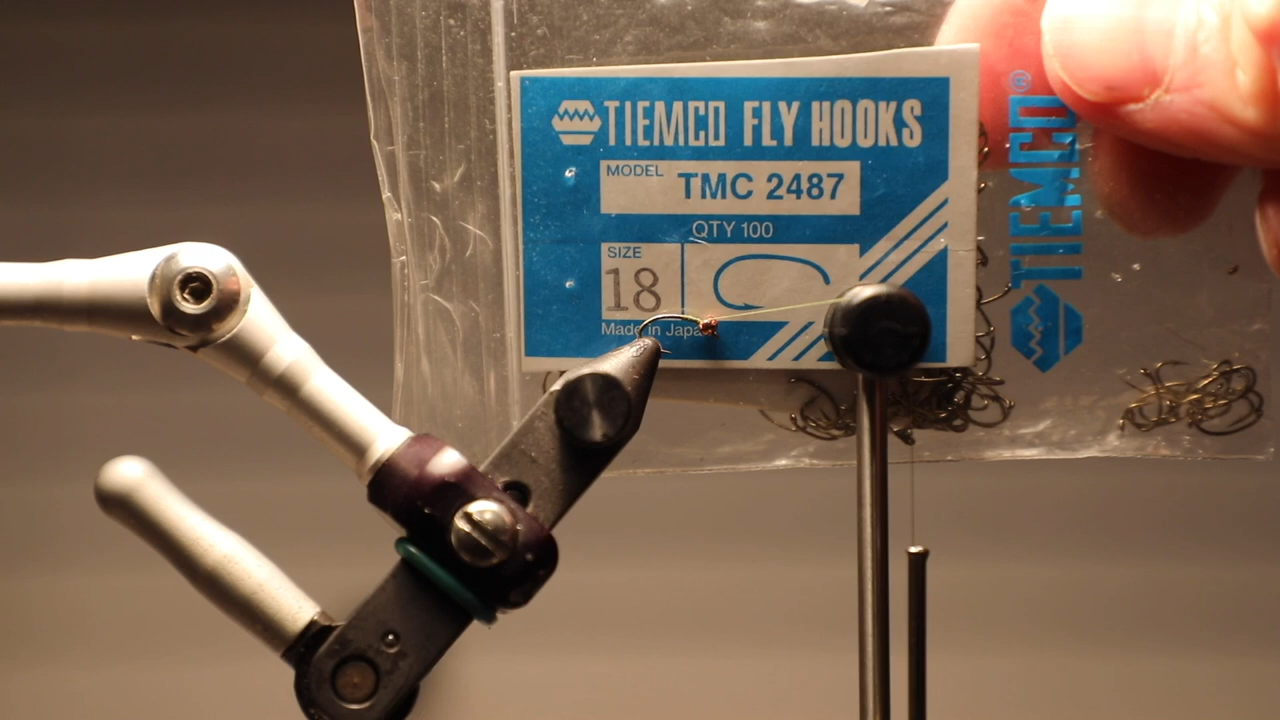 TIEMCO FLY HOOKS
MODEL TMC 2487
QTY 100
SIZE
18
Made in Japan
TIEMCO®